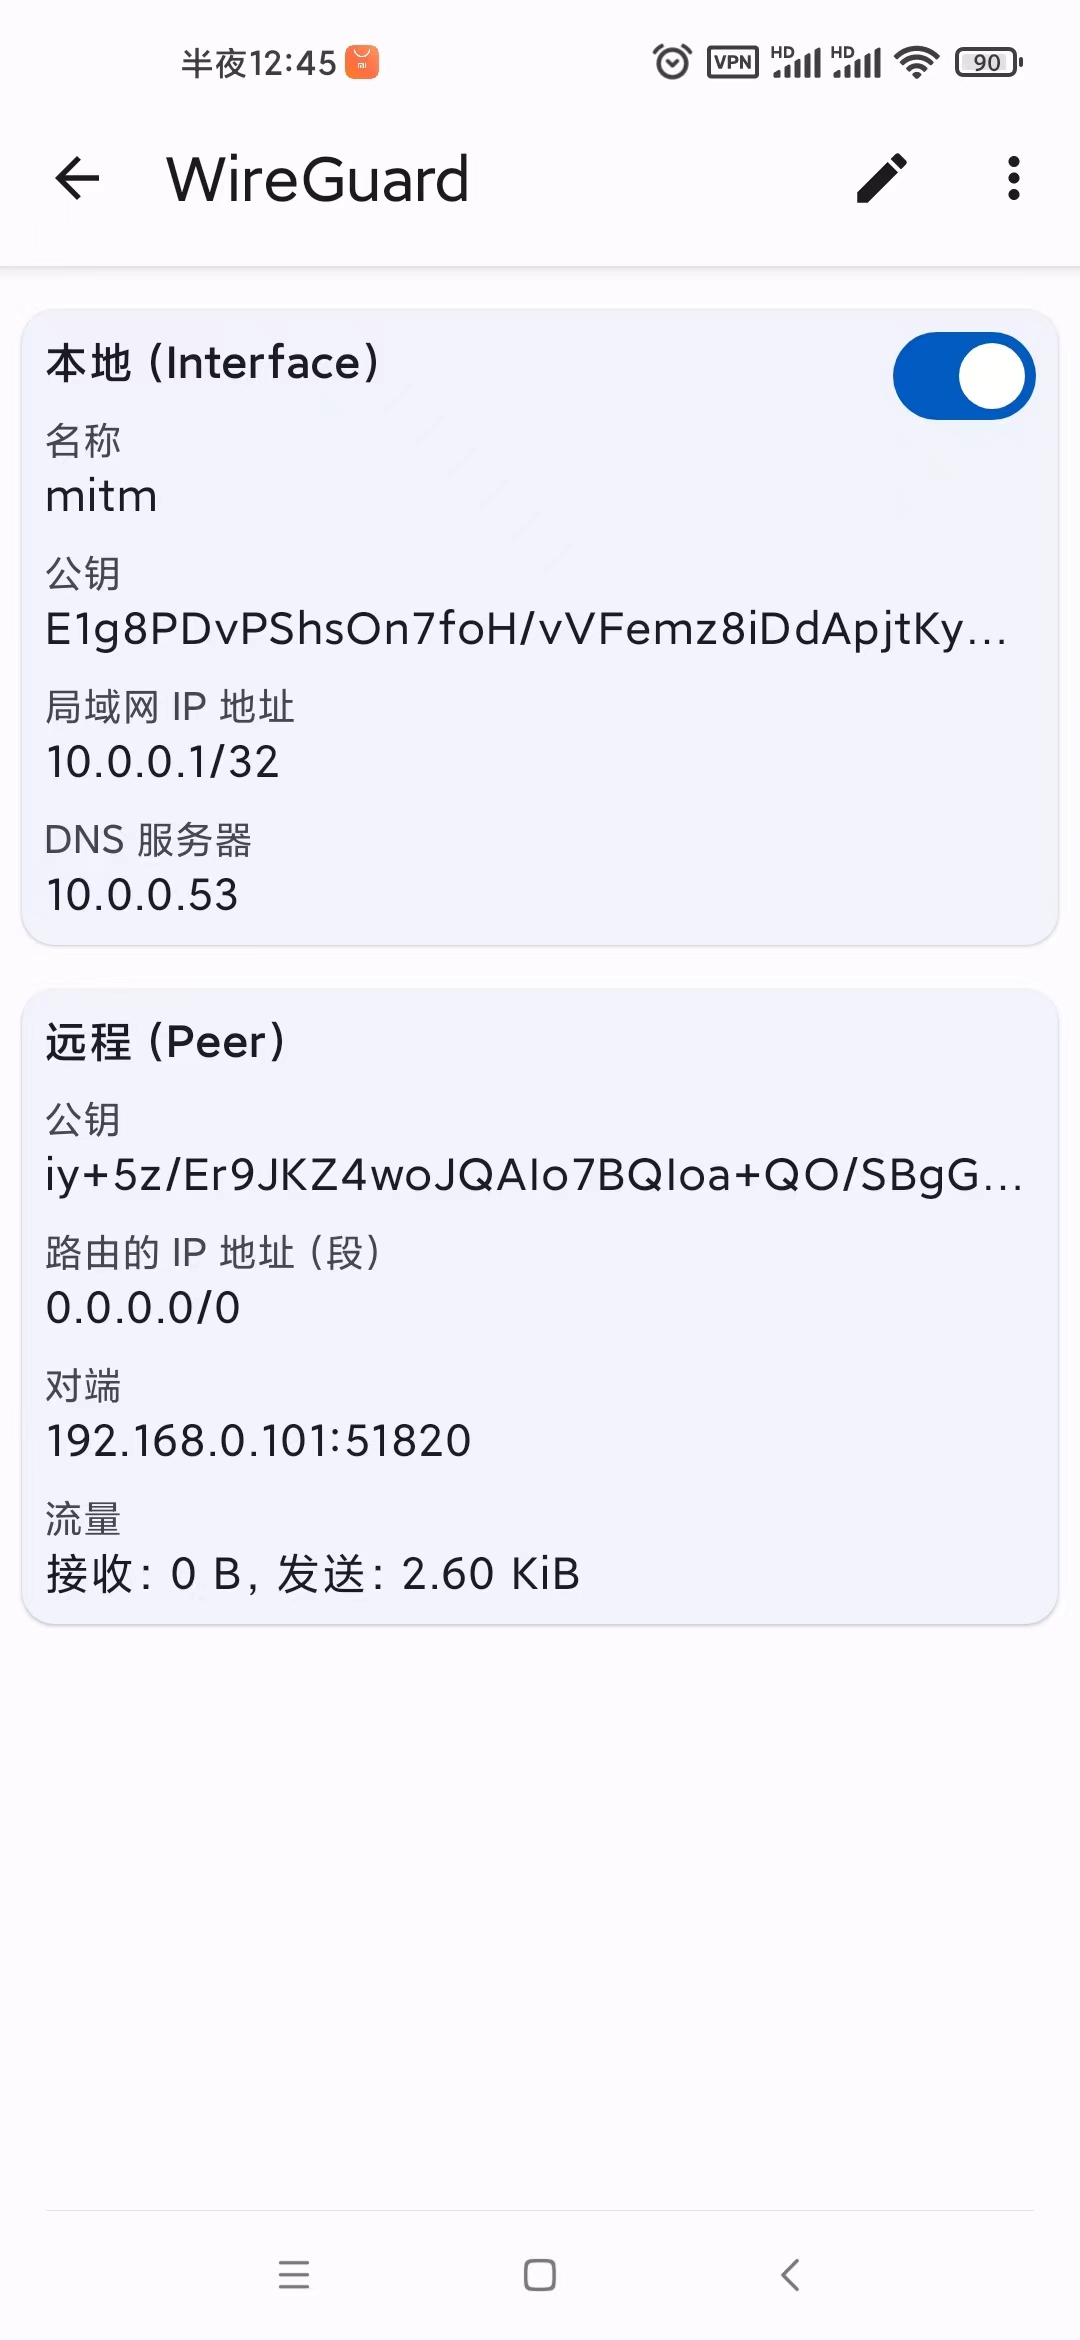 半夜12:45
VPN HD HD 90
WireGuard
本地 (Interface)
名称
mitm
公钥
E1g8PDvPShsOn7foH/vVFemz8iDdApjtKy...
局域网 IP 地址
10.0.0.1/32
DNS 服务器
10.0.0.53
远程 (Peer)
公钥
iy+5z/Er9JKZ4woJQAIo7BQIoa+QO/SBgG...
路由的 IP 地址 (段)
0.0.0.0/0
对端
192.168.0.101:51820
流量
接收: 0 B, 发送: 2.60 KiB